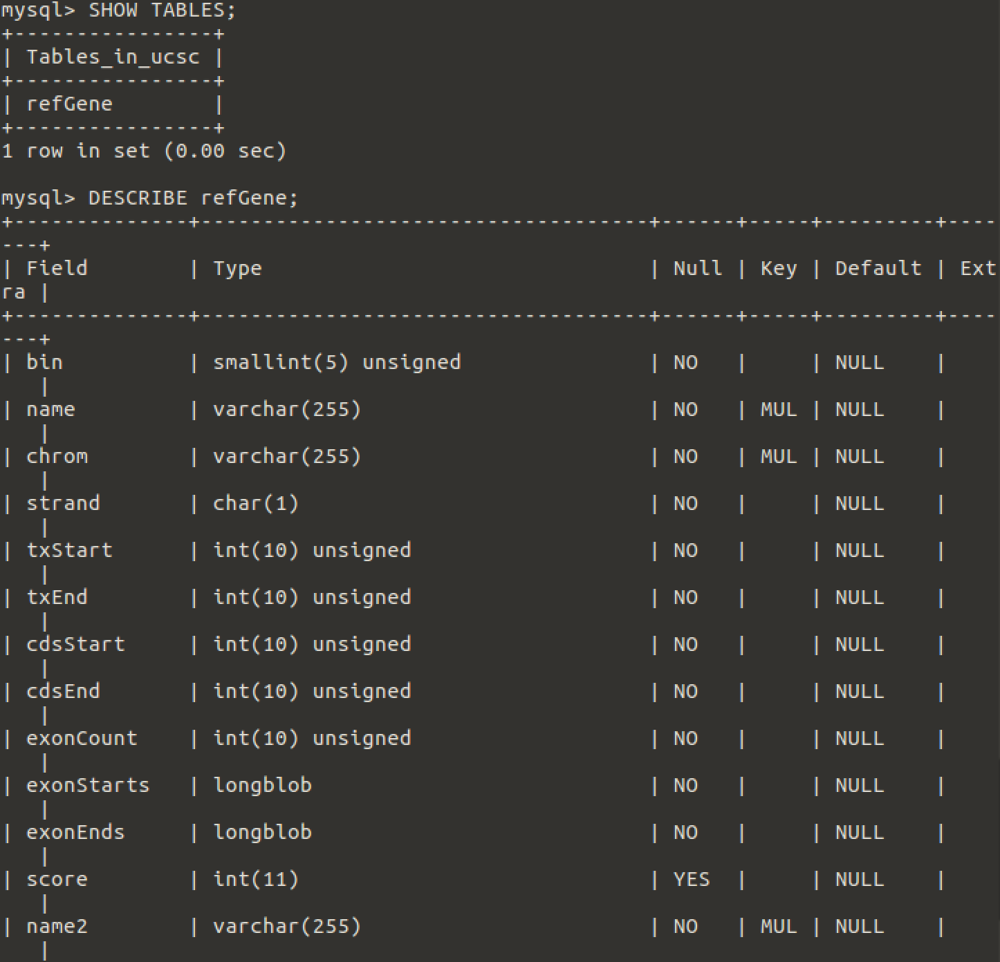 mysql> SHOW TABLES;
+----------------+
| Tables_in_ucsc |
+----------------+
| refGene        |
+----------------+
1 row in set (0.00 sec)

mysql> DESCRIBE refGene;
+--------------+------------------------------------+------+-----+---------+----
---+
| Field        | Type                               | Null | Key | Default | Ext
ra |
+--------------+------------------------------------+------+-----+---------+----
---+
| bin          | smallint(5) unsigned               | NO   |     | NULL    |
   |
| name         | varchar(255)                       | NO   | MUL | NULL    |
   |
| chrom        | varchar(255)                       | NO   | MUL | NULL    |
   |
| strand       | char(1)                            | NO   |     | NULL    |
   |
| txStart      | int(10) unsigned                   | NO   |     | NULL    |
   |
| txEnd        | int(10) unsigned                   | NO   |     | NULL    |
   |
| cdsStart     | int(10) unsigned                   | NO   |     | NULL    |
   |
| cdsEnd       | int(10) unsigned                   | NO   |     | NULL    |
   |
| exonCount    | int(10) unsigned                   | NO   |     | NULL    |
   |
| exonStarts   | longblob                           | NO   |     | NULL    |
   |
| exonEnds     | longblob                           | NO   |     | NULL    |
   |
| score        | int(11)                            | YES  |     | NULL    |
   |
| name2        | varchar(255)                       | NO   | MUL | NULL    |
   |